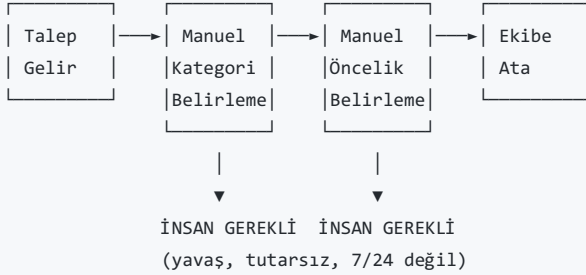 Talep Manuel Manuel Ekibe
Gelir Kategori Öncelik Ata
Belirleme Belirleme
İNSAN GEREKLİ İNSAN GEREKLİ
(yavaş, tutarsız, 7/24 değil)